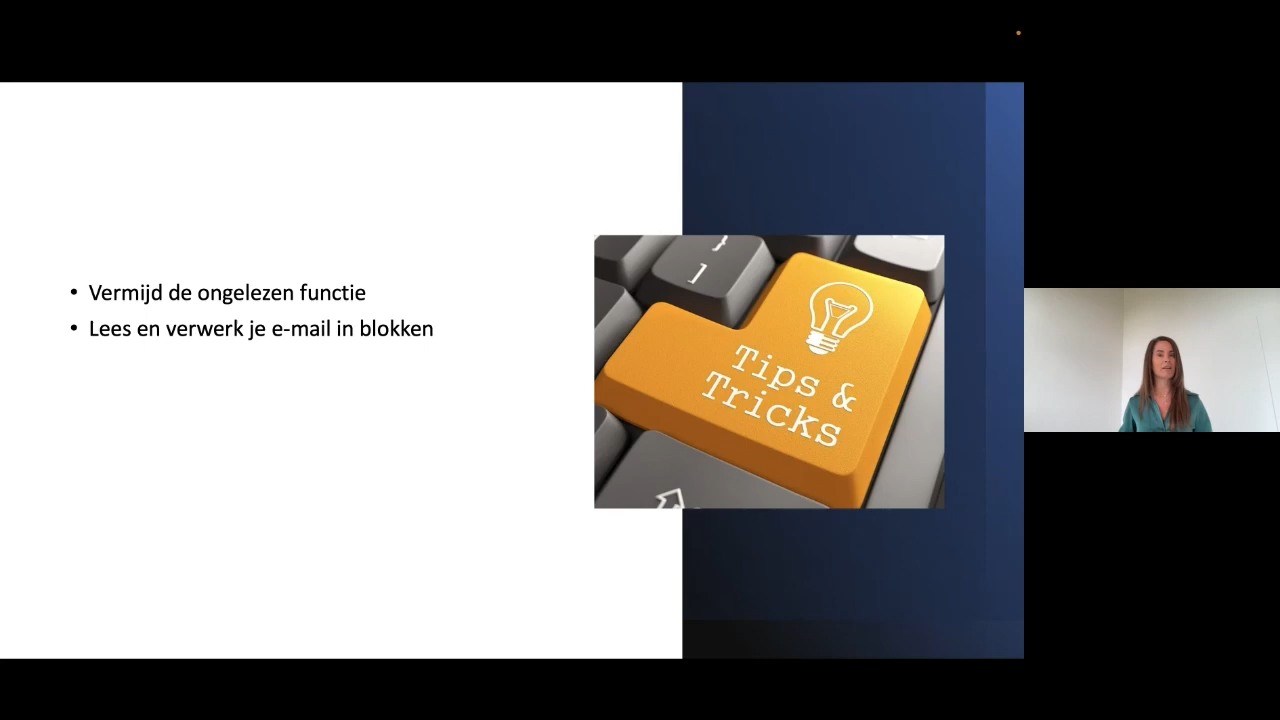 Vermijd de ongelezen functie
Lees en verwerk je e-mail in blokken
Tips &
Tricks